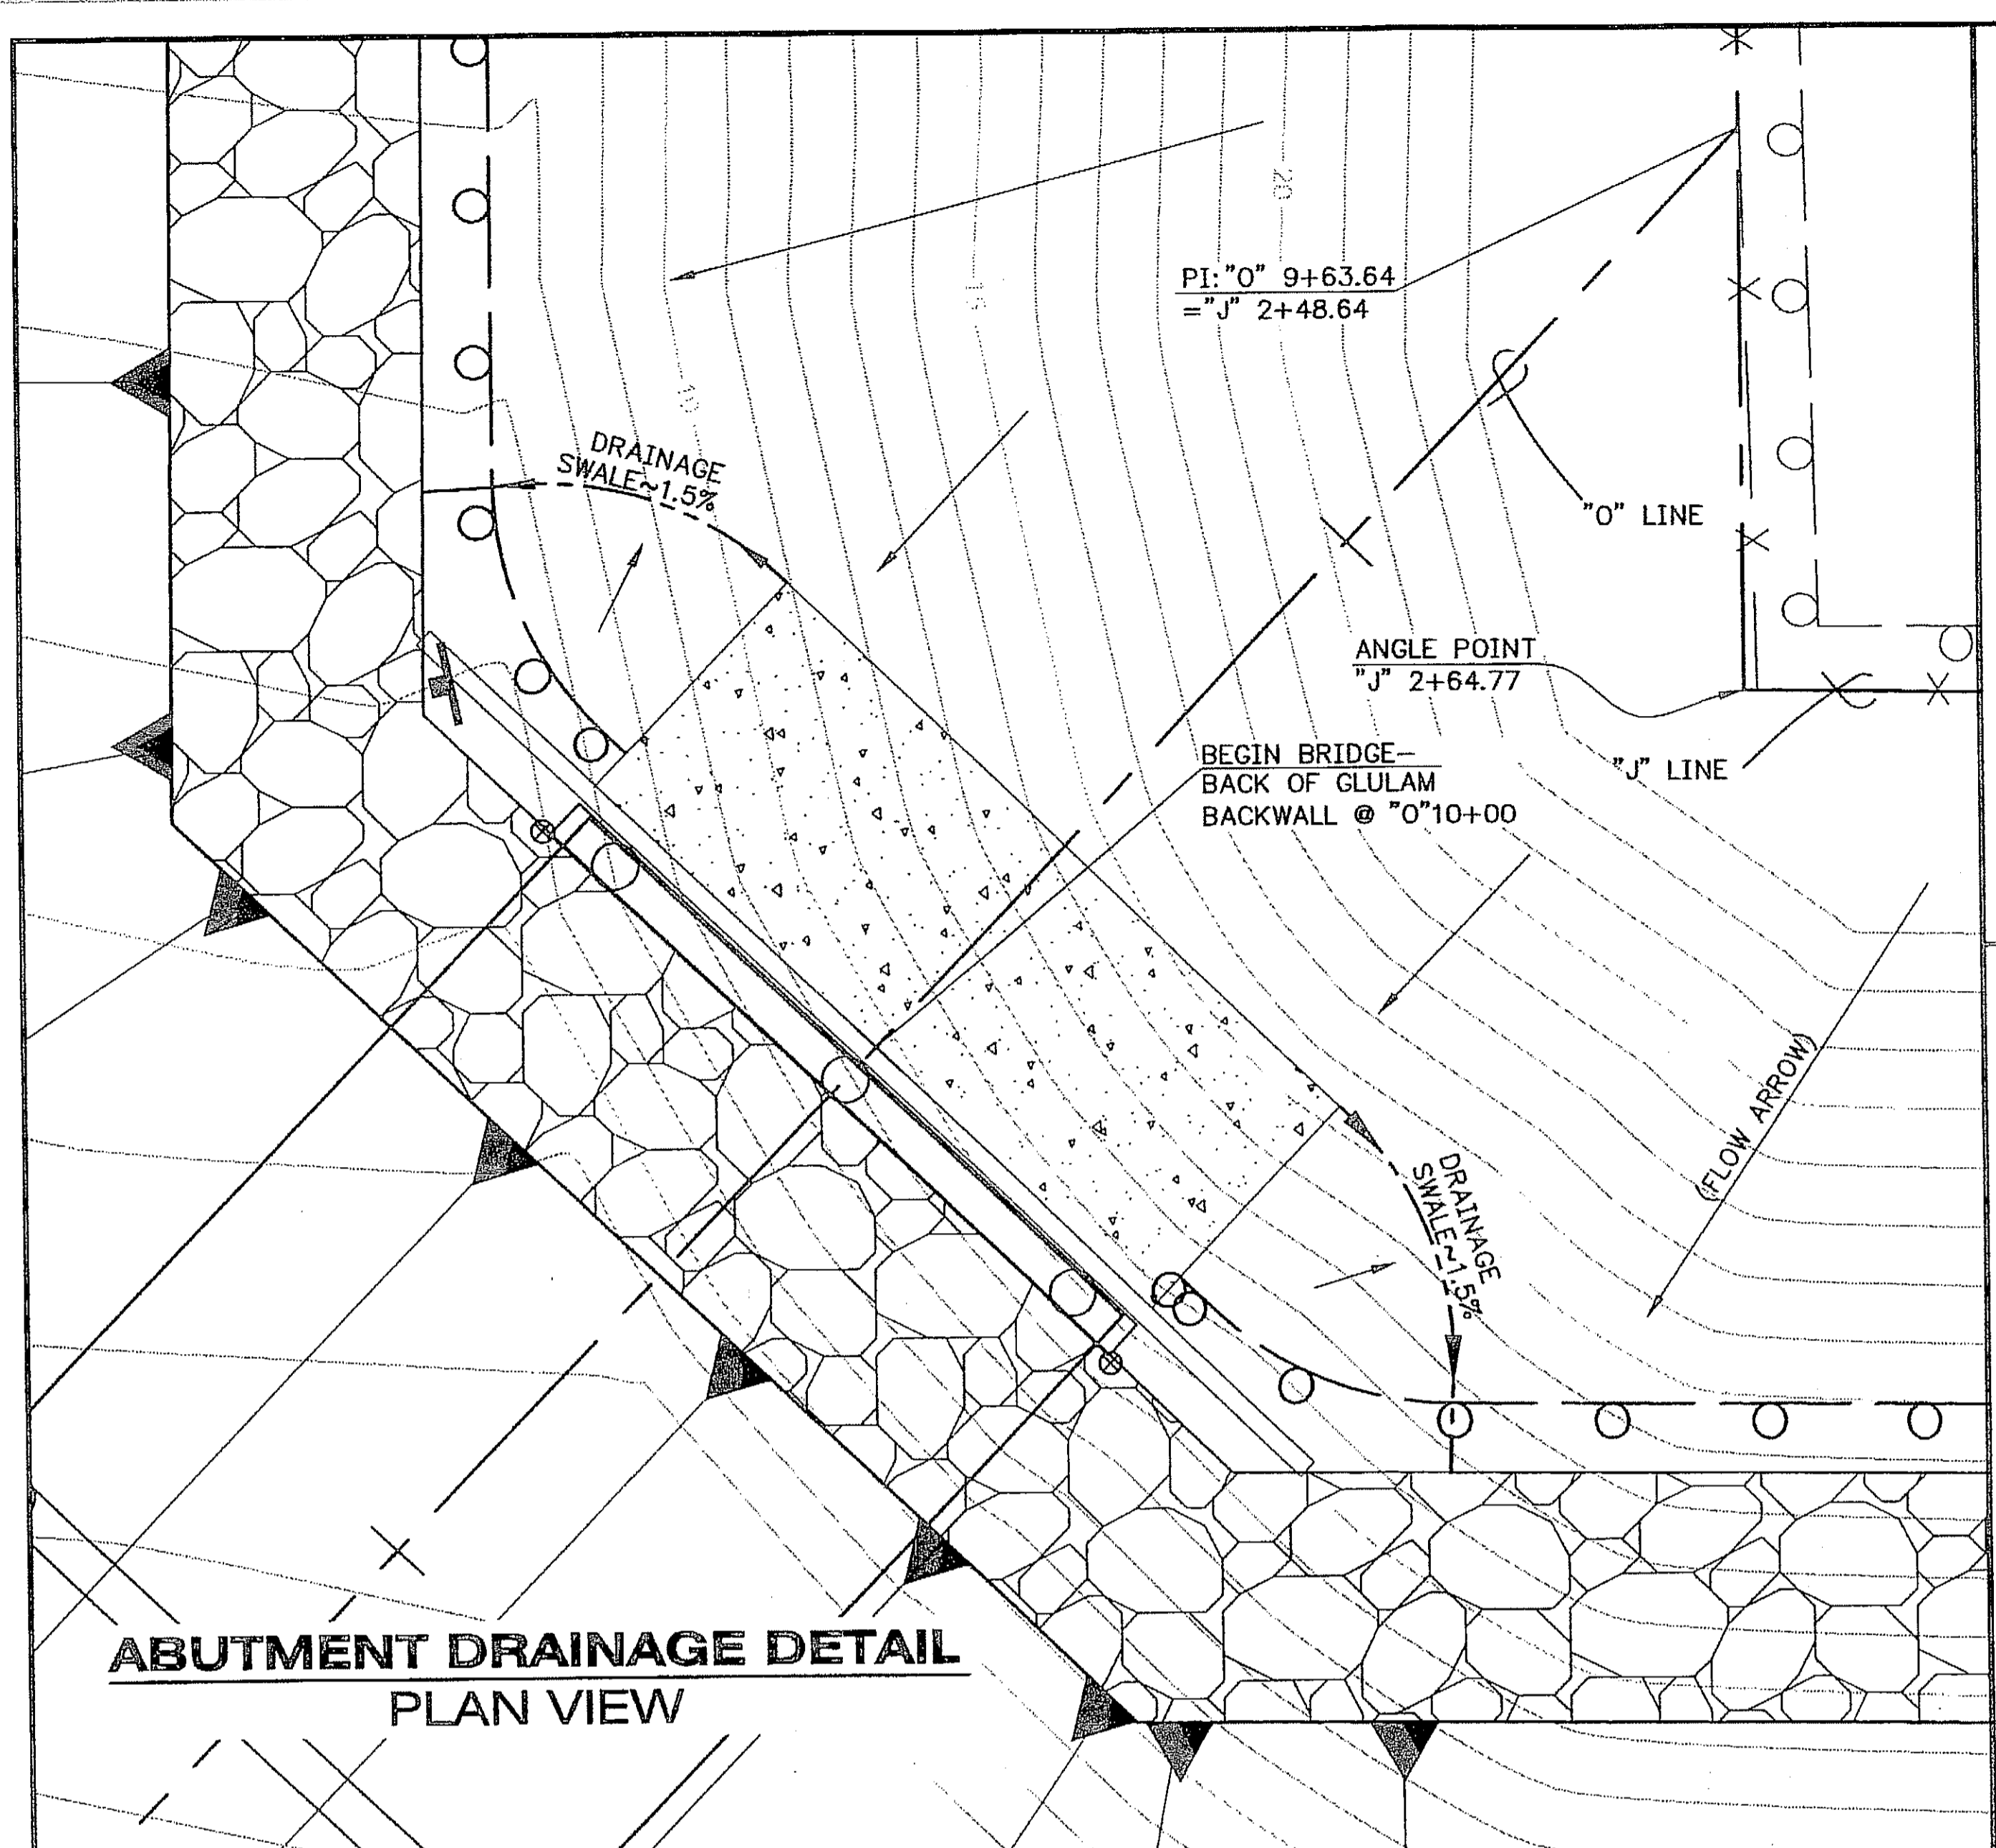 20
PI:"O" 9+63.64
="J" 2+48.64
15
10
DRAINAGE
SWALE~1.5%
"O" LINE
ANGLE POINT
"J" 2+64.77
BEGIN BRIDGE-
BACK OF GLULAM
BACKWALL @ "O"10+00
"J" LINE
(FLOW ARROW)
DRAINAGE
SWALE~1.5%
ABUTMENT DRAINAGE DETAIL
PLAN VIEW